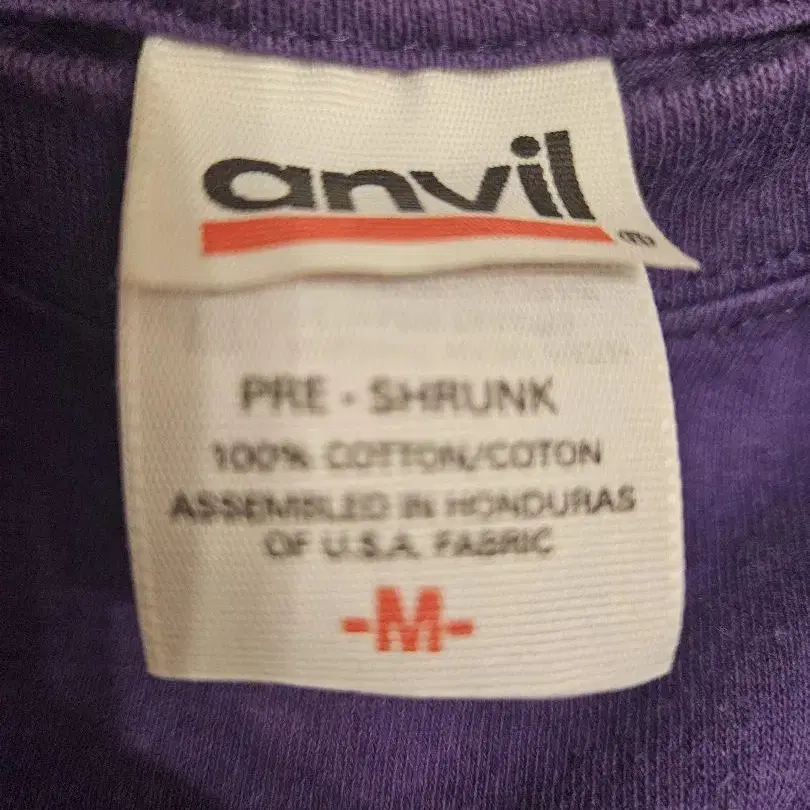 anvil
®
PRE - SHRUNK
100% COTTON/COTON
ASSEMBLED IN HONDURAS
OF U.S.A. FABRIC
-M-